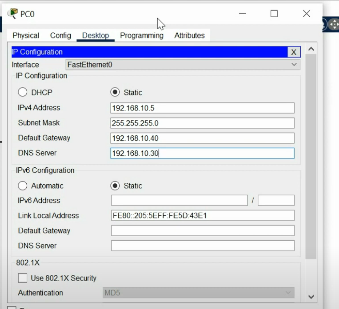 PC0
Physical Config Desktop Programming Attributes
IP Configuration X
Interface FastEthernet0
IP Configuration
DHCP Static
IPv4 Address 192.168.10.5
Subnet Mask 255.255.255.0
Default Gateway 192.168.10.40
DNS Server 192.168.10.30
IPv6 Configuration
Automatic Static
IPv6 Address /
Link Local Address FE80::205:5EFF:FE5D:43E1
Default Gateway
DNS Server
802.1X
Use 802.1X Security
Authentication MD5